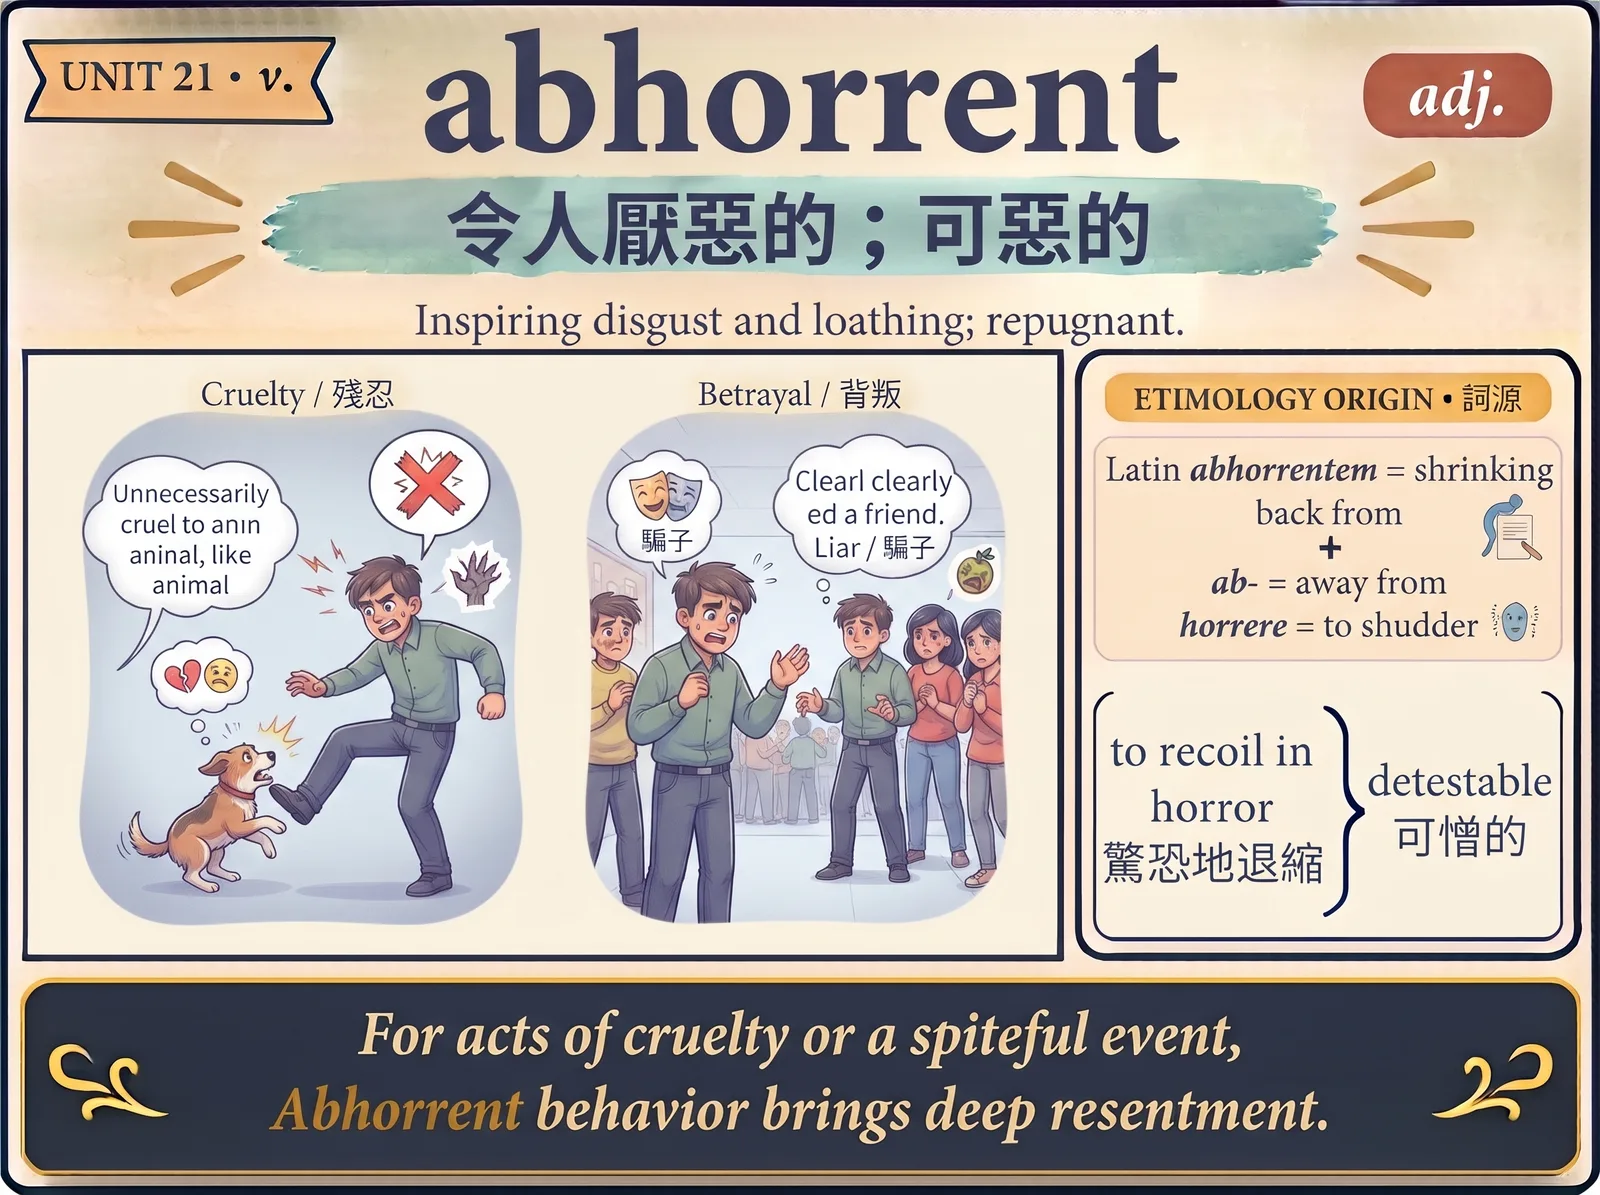 UNIT 21 • v.
abhorrent
adj.
令人厭惡的；可惡的
Inspiring disgust and loathing; repugnant.
Cruelty / 殘忍
Unnecessarily
cruel to anın
aninal, like
animal
Betrayal / 背叛
騙子
Clearl clearly
ed a friend.
Liar / 騙子
ETIMOLOGY ORIGIN • 詞源
Latin abhorrentem = shrinking
back from
+
ab- = away from
horrere = to shudder
to recoil in
horror
驚恐地退縮
detestable
可憎的
For acts of cruelty or a spiteful event,
Abhorrent behavior brings deep resentment.